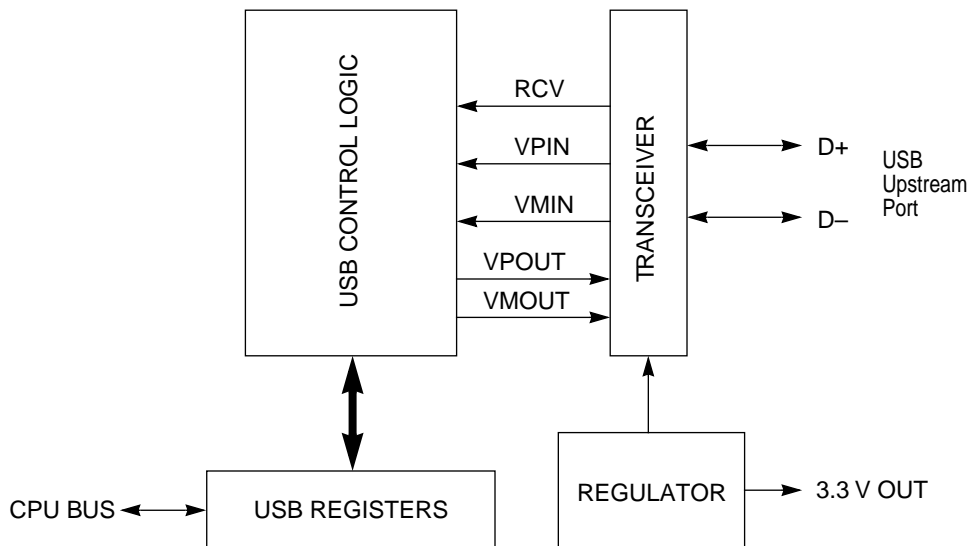 USB CONTROL LOGIC
RCV
VPIN
VMIN
VPOUT
VMOUT
TRANSCEIVER
D+
D–
USB
Upstream
Port
CPU BUS
USB REGISTERS
REGULATOR
3.3 V OUT